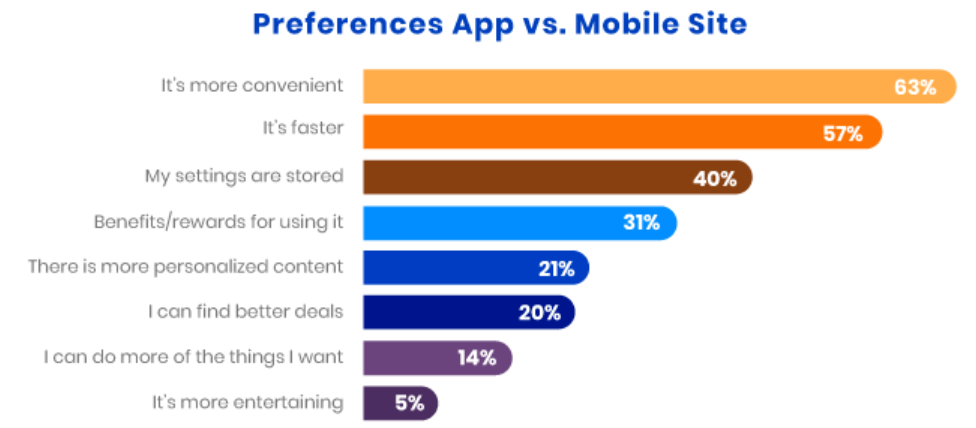 Preferences App vs. Mobile Site
It's more convenient 63%
It's faster 57%
My settings are stored 40%
Benefits/rewards for using it 31%
There is more personalized content 21%
I can find better deals 20%
I can do more of the things I want 14%
It's more entertaining 5%